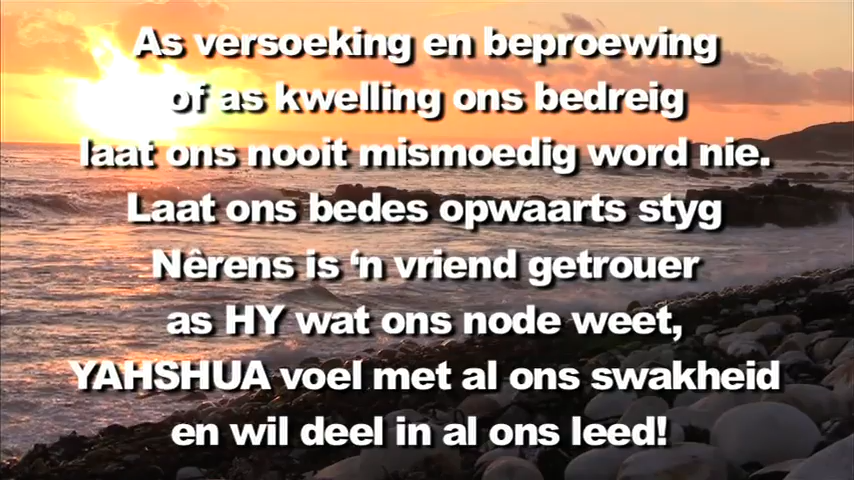 As versoeking en beproewing
of as kwelling ons bedreig
laat ons nooit mismoedig word nie.
Laat ons bedes opwaarts styg
Nêrens is ‘n vriend getrouer
as HY wat ons node weet,
YAHSHUA voel met al ons swakheid
en wil deel in al ons leed!